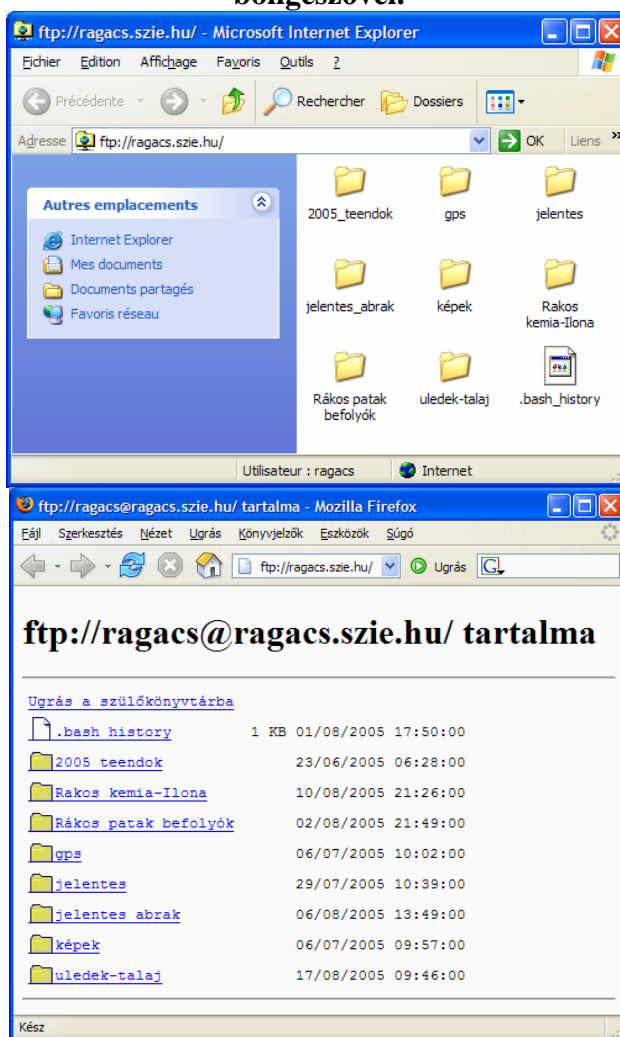 böngészővel.
ftp://ragacs.szie.hu/ - Microsoft Internet Explorer
Fichier Edition Affichage Favoris Outils ?
Précédente Rechercher Dossiers
Adresse ftp://ragacs.szie.hu/ OK Liens »
Autres emplacements
Internet Explorer
Mes documents
Documents partagés
Favoris réseau
2005_teendok gps jelentes
jelentes_abrak képek Rakos kemia-Ilona
Rákos patak befolyók uledek-talaj .bash_history
Utilisateur : ragacs Internet
ftp://ragacs@ragacs.szie.hu/ tartalma - Mozilla Firefox
Fájl Szerkesztés Nézet Ugrás Könyvjelzők Eszközök Súgó
ftp://ragacs.szie.hu/ Ugrás G
ftp://ragacs@ragacs.szie.hu/ tartalma
Ugrás a szülőkönyvtárba
.bash history 1 KB 01/08/2005 17:50:00
2005 teendok 23/06/2005 06:28:00
Rakos kemia-Ilona 10/08/2005 21:26:00
Rákos patak befolyók 02/08/2005 21:49:00
gps 06/07/2005 10:02:00
jelentes 29/07/2005 10:39:00
jelentes abrak 06/08/2005 13:49:00
képek 06/07/2005 09:57:00
uledek-talaj 17/08/2005 09:46:00
Kész